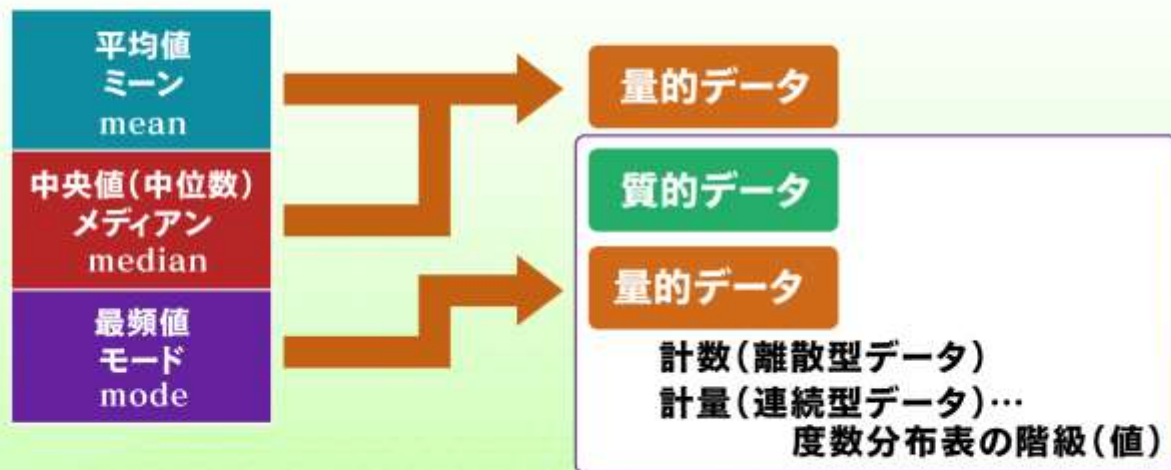 平均値
ミーン
mean
中央値(中位数)
メディアン
median
最頻値
モード
mode
量的データ
質的データ
量的データ
計数(離散型データ)
計量(連続型データ)…
度数分布表の階級(値)